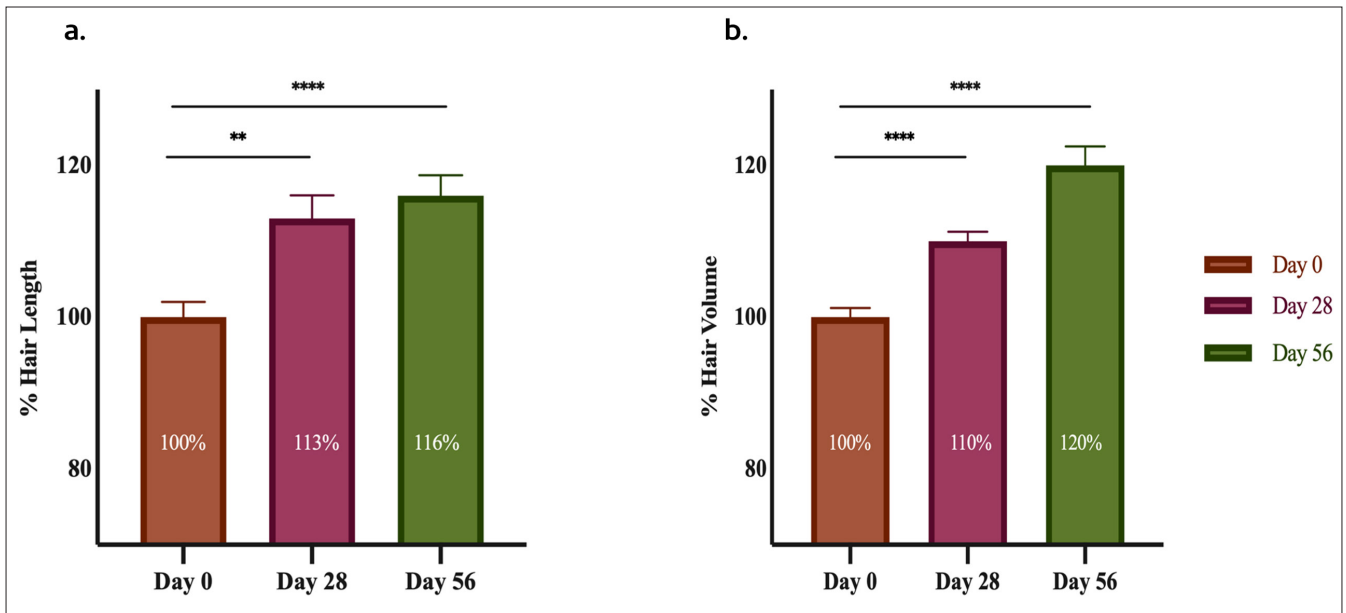 a.
****
**
120
100
80
% Hair Length
100%
113%
116%
Day 0
Day 28
Day 56
b.
****
****
120
100
80
% Hair Volume
100%
110%
120%
Day 0
Day 28
Day 56
Day 0
Day 28
Day 56